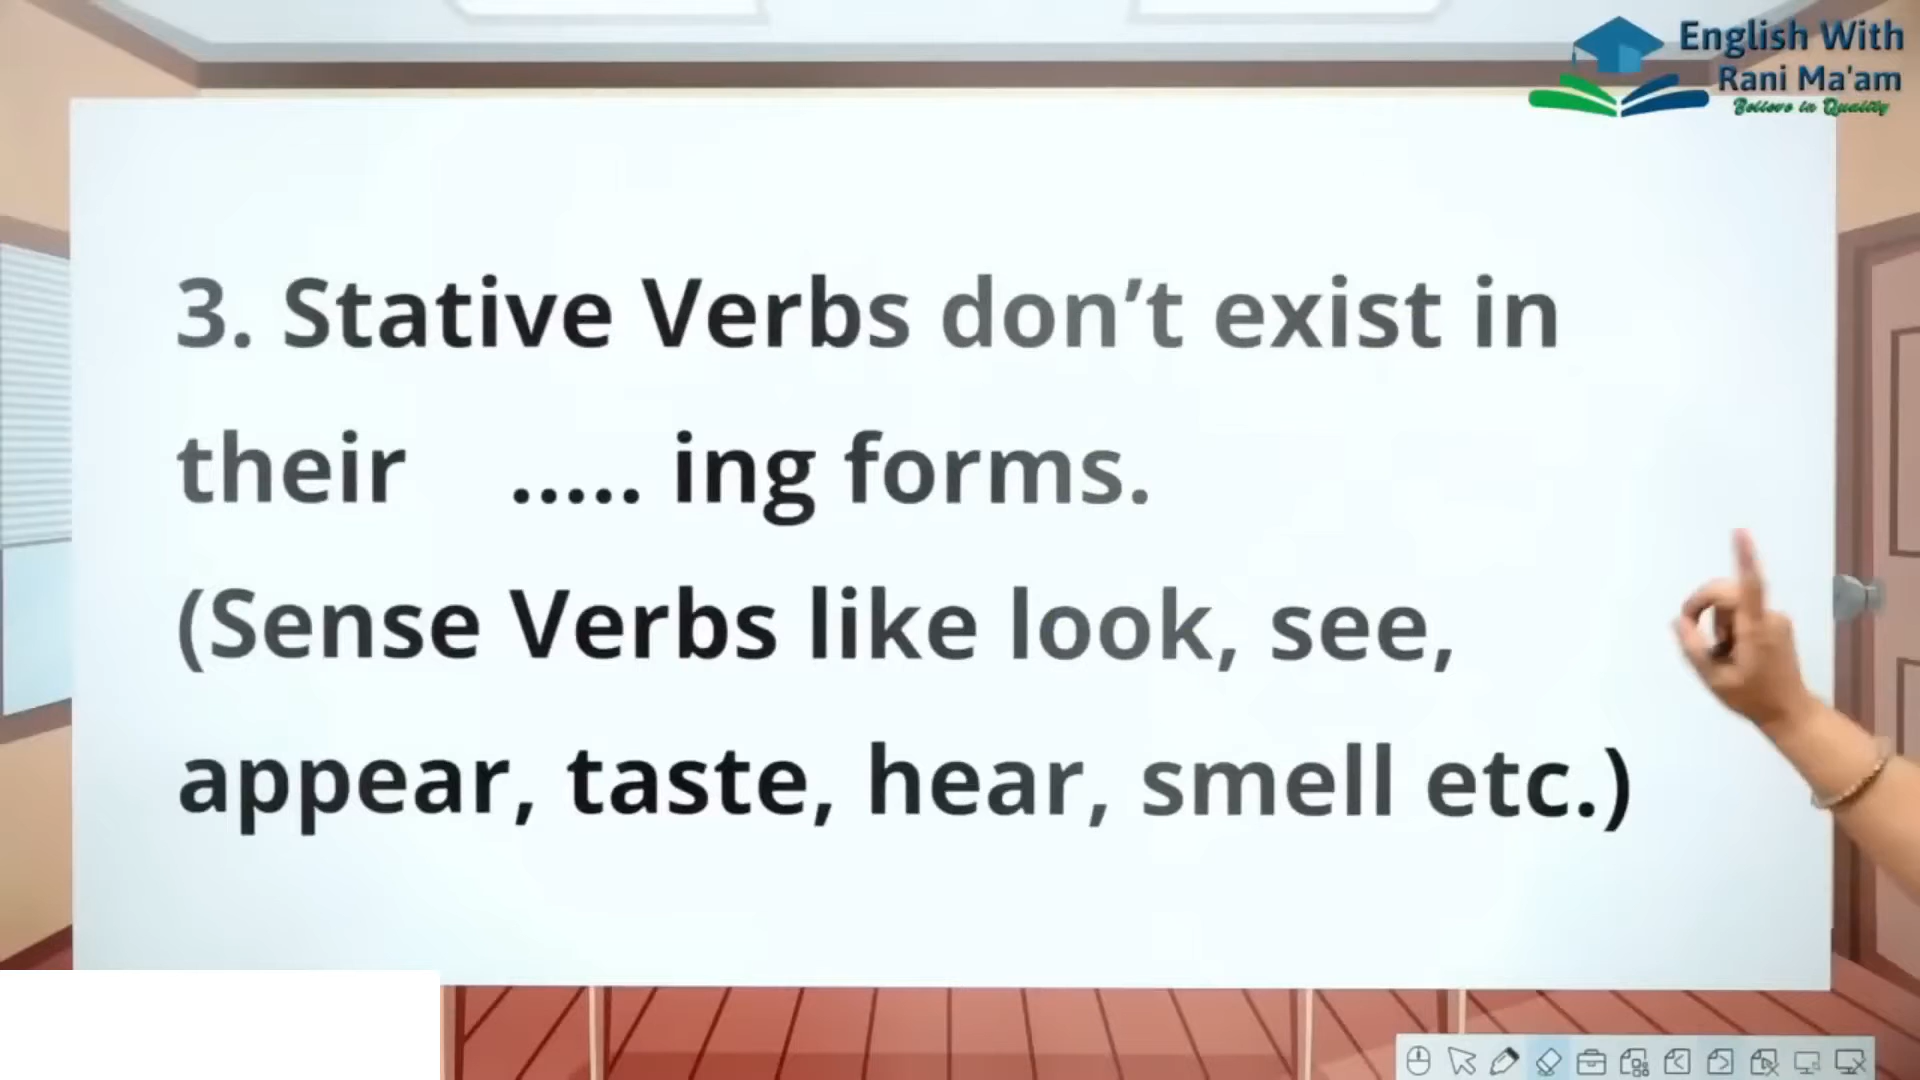 English With
Rani Ma'am
Believe in Quality
3. Stative Verbs don’t exist in
their ..... ing forms.
(Sense Verbs like look, see,
appear, taste, hear, smell etc.)